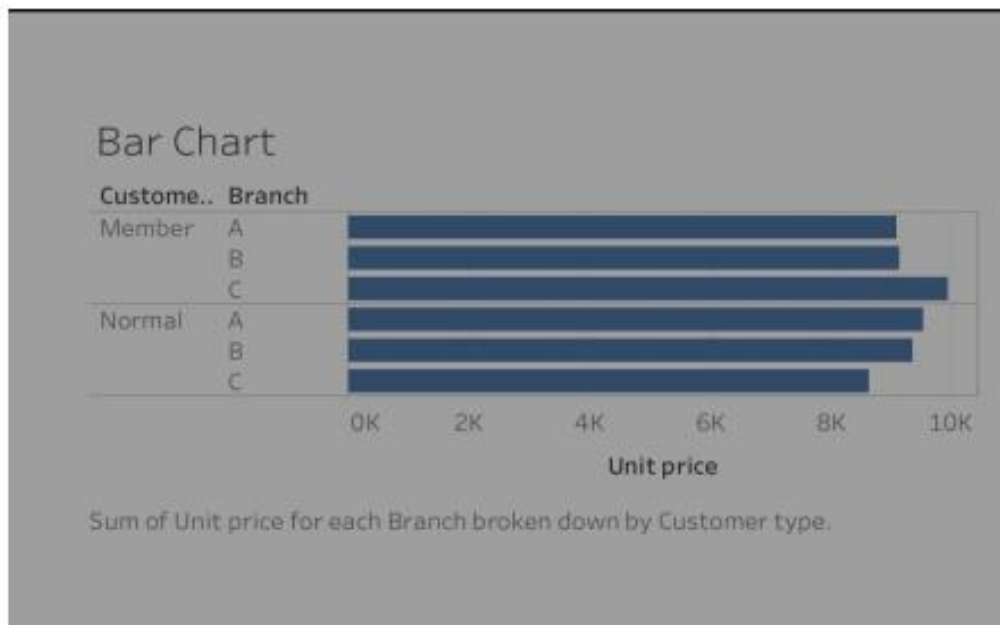 Bar Chart
Custome.. Branch
Member A
B
C
Normal A
B
C
0K 2K 4K 6K 8K 10K
Unit price
Sum of Unit price for each Branch broken down by Customer type.